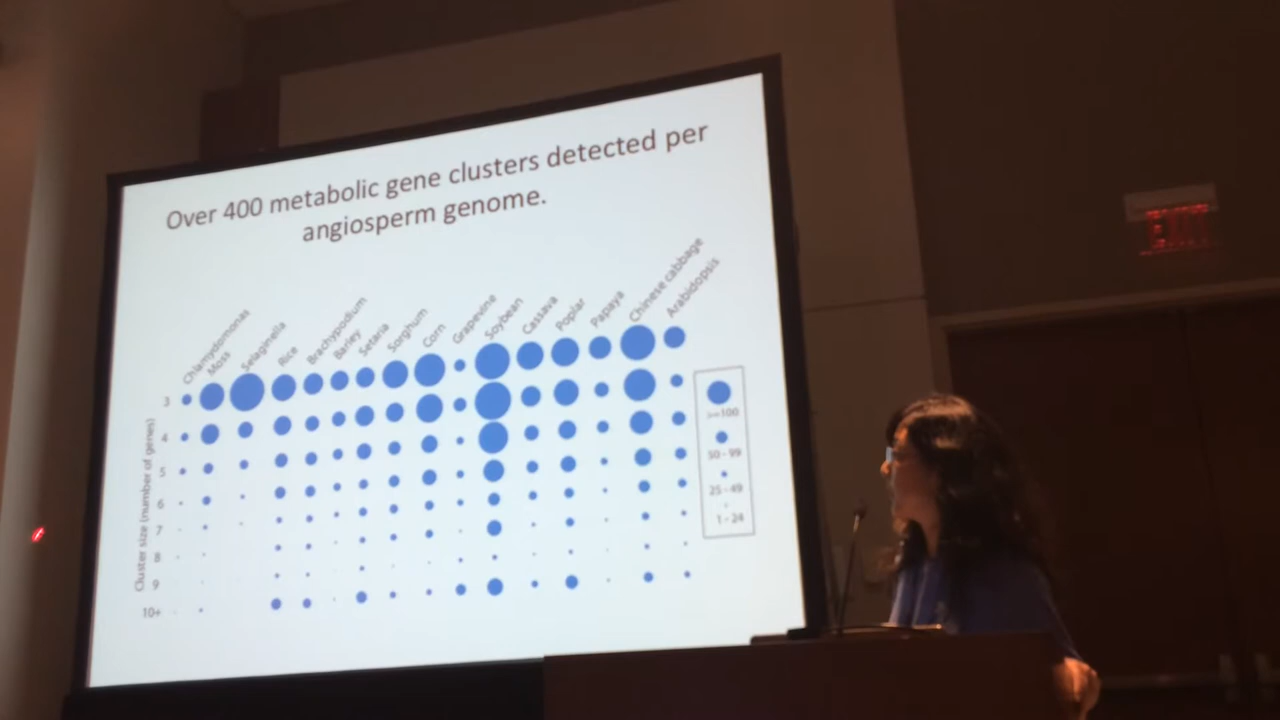 Over 400 metabolic gene clusters detected per
angiosperm genome.
Chlamydomonas
Moss
Selaginella
Rice
Brachypodium
Barley
Setaria
Sorghum
Corn
Grapevine
Soybean
Cassava
Poplar
Papaya
Chinese cabbage
Arabidopsis
Cluster size (number of genes)
3
4
5
6
7
8
9
10+
>=100
50 - 99
25 - 49
1 - 24